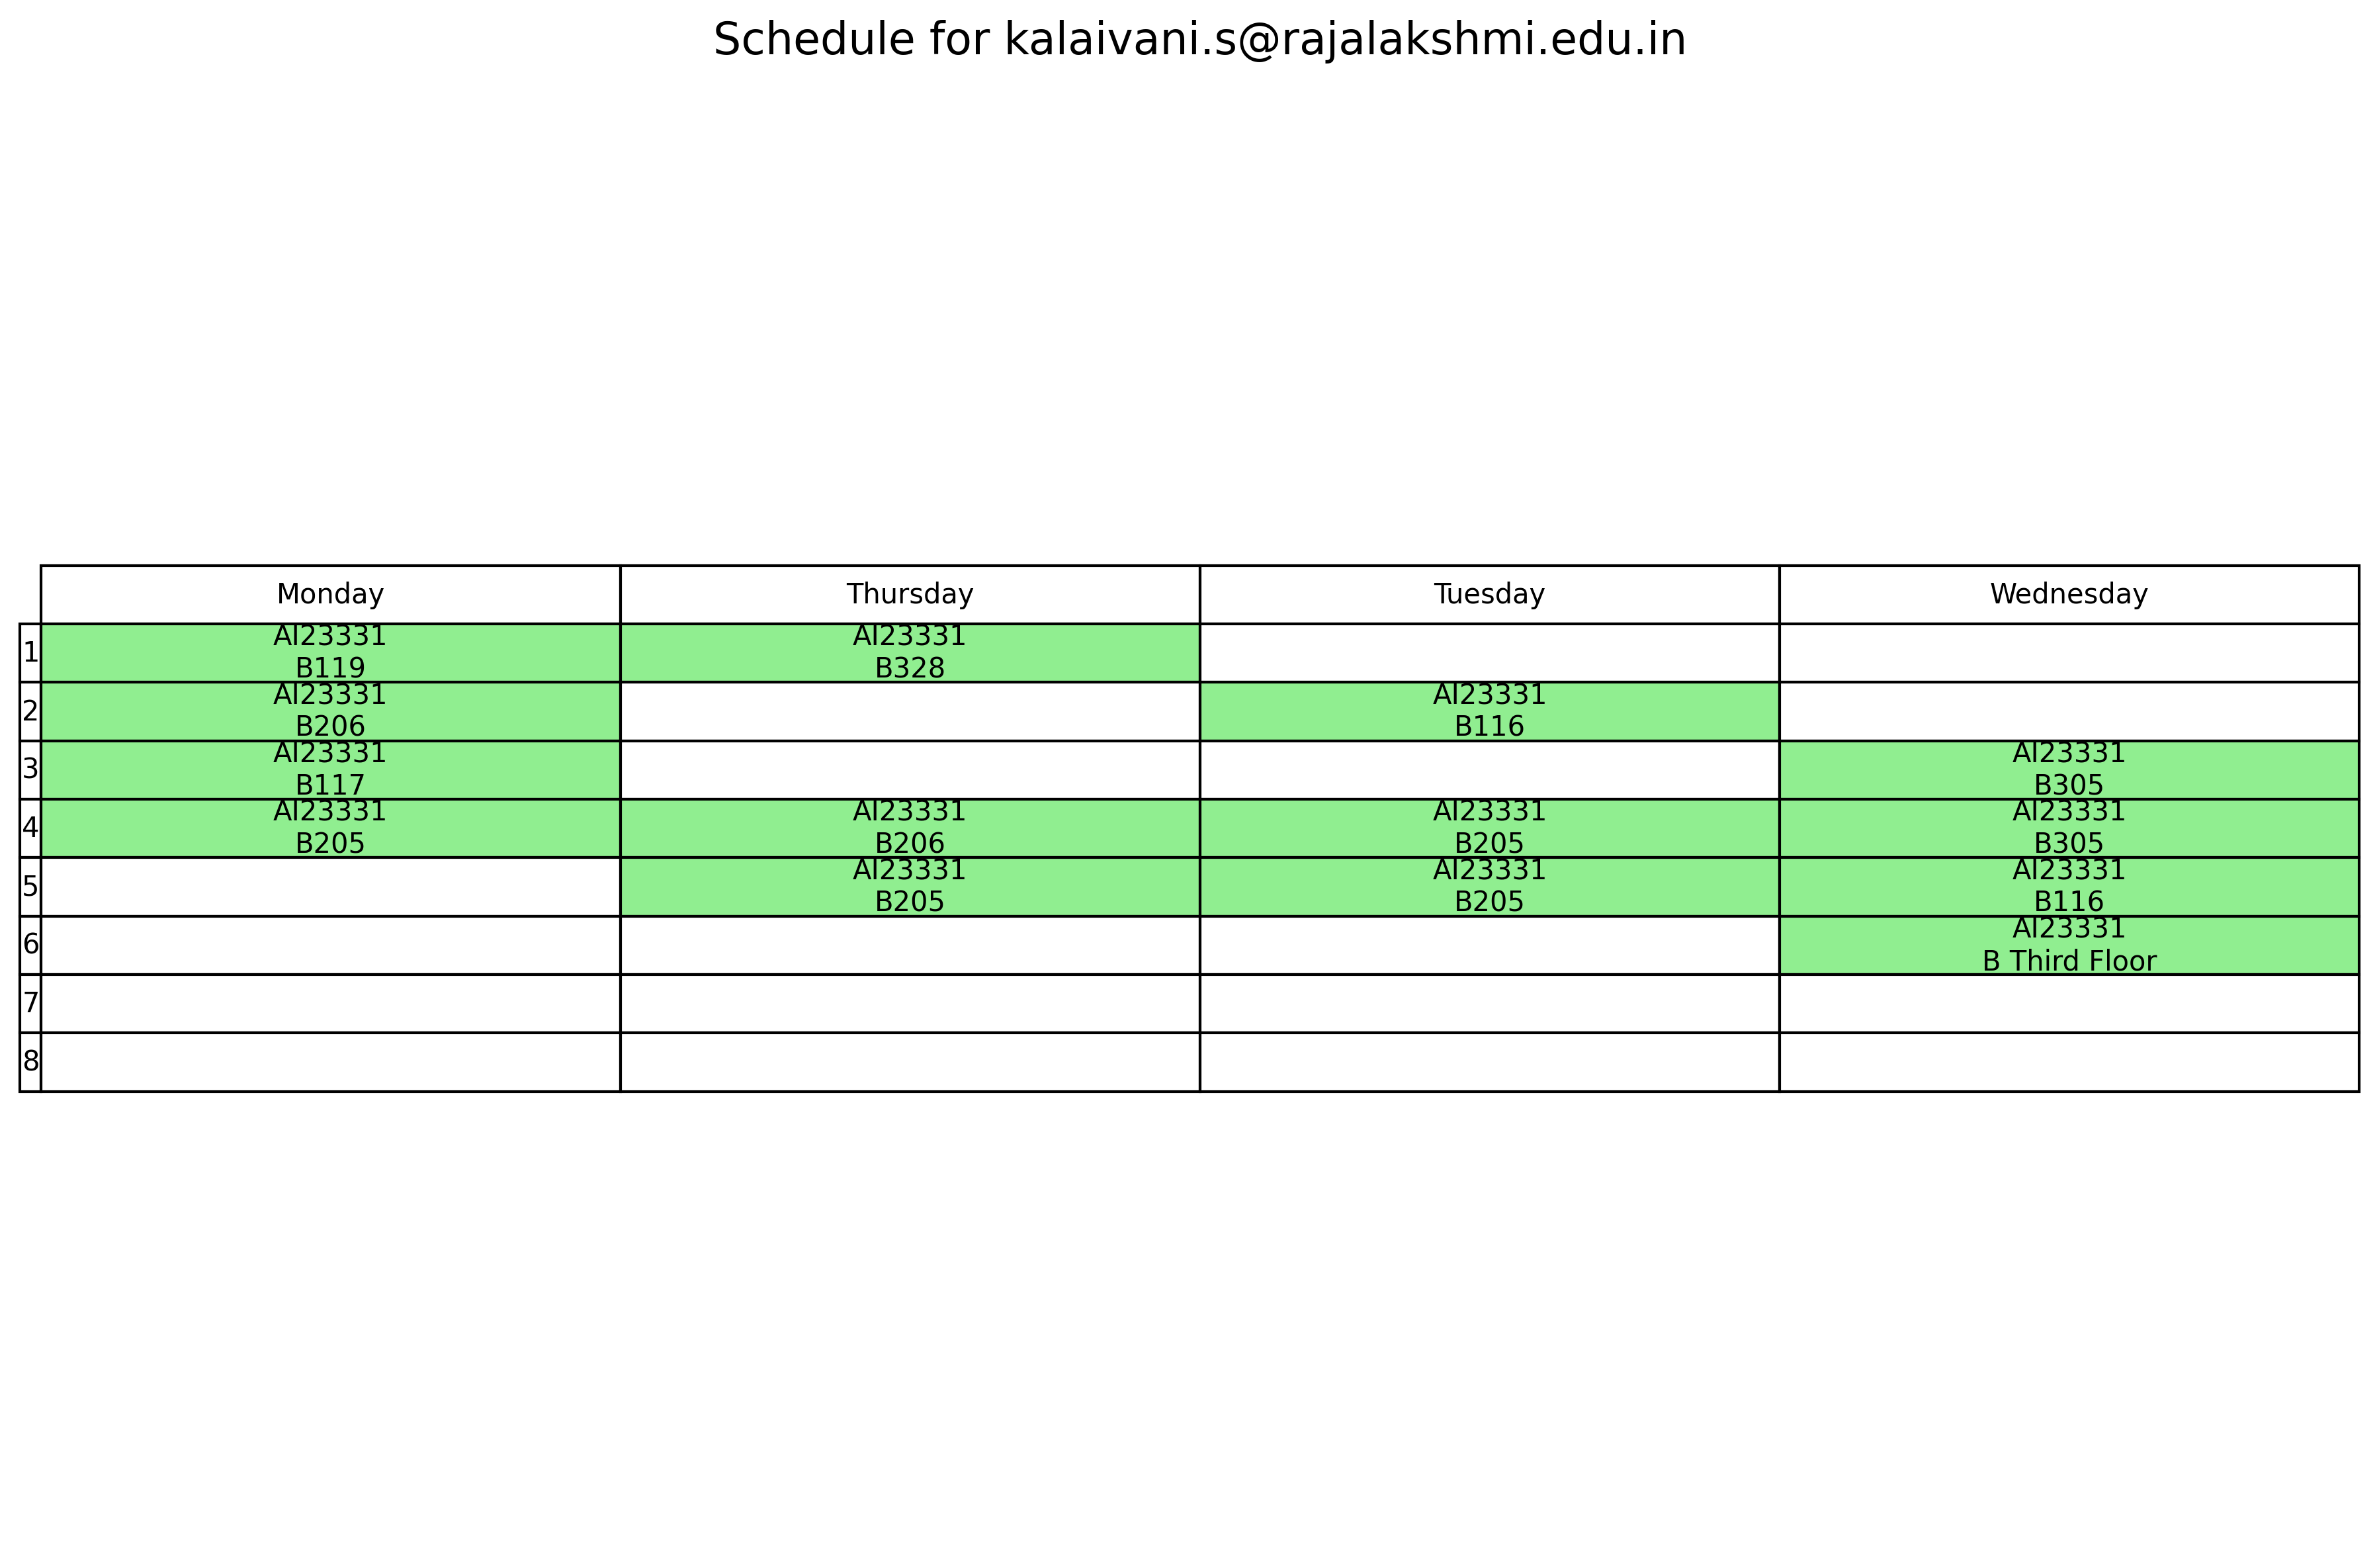 Schedule for kalaivani.s@rajalakshmi.edu.in
Monday Thursday Tuesday Wednesday
1 AI23331 AI23331
B119 B328
2 AI23331 AI23331
B206 B116
3 AI23331 AI23331
B117 B305
4 AI23331 AI23331 AI23331 AI23331
B205 B206 B205 B305
5 AI23331 AI23331 AI23331
B205 B205 B116
6 AI23331
B Third Floor
7
8